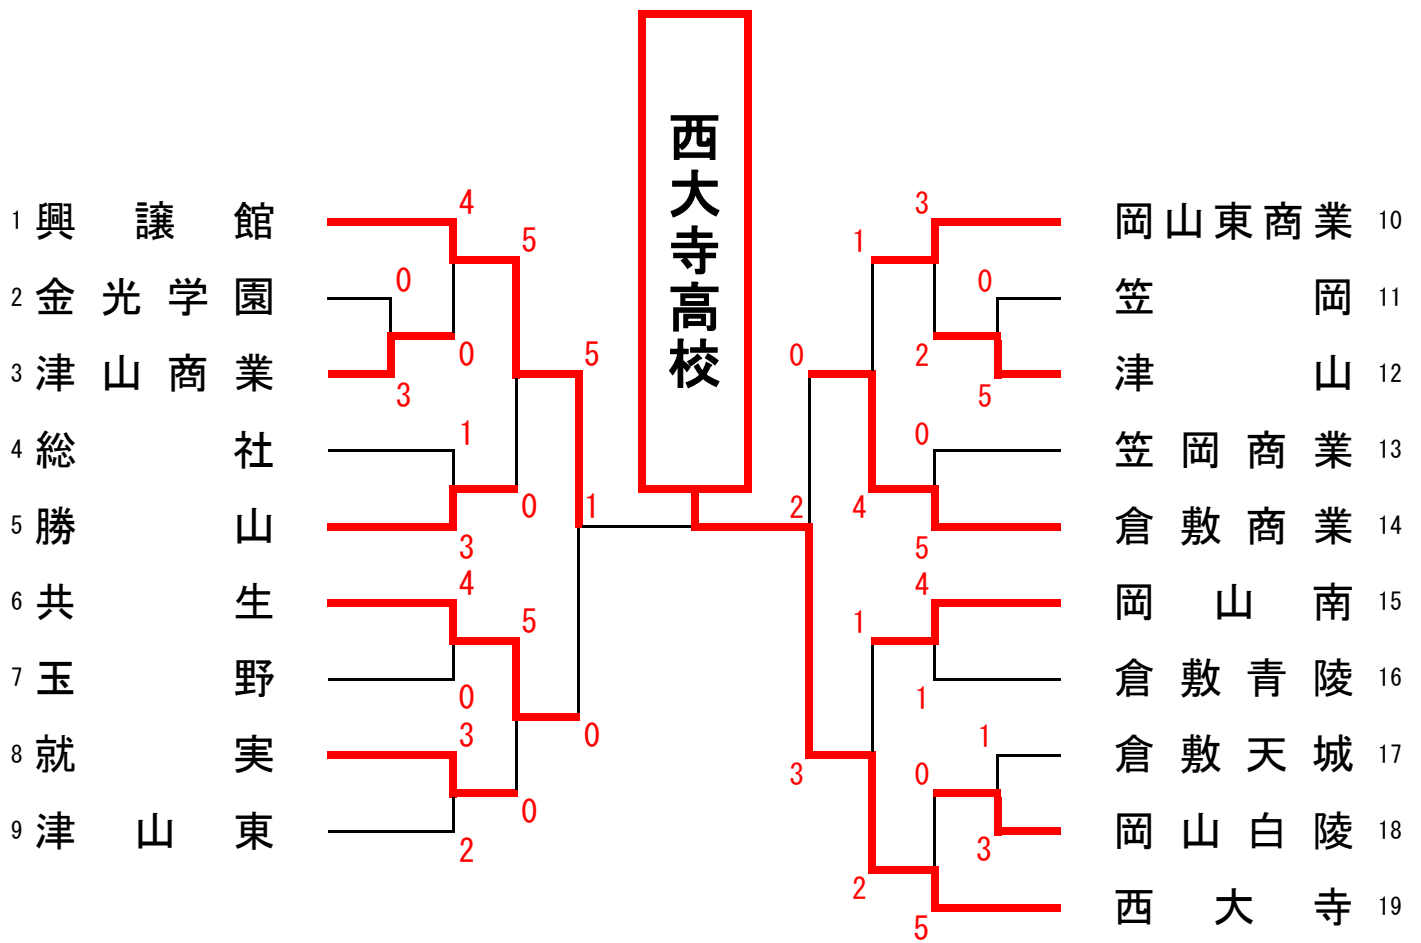 西大寺高校
1 興譲館
2 金光学園
3 津山商業
4 総社
5 勝山
6 共生
7 玉野
8 就実
9 津山東
4
0
5
0
3
1
5
0
3
4
5
1
0
3
0
0
2
岡山東商業 10
笠岡 11
津山 12
笠岡商業 13
倉敷商業 14
岡山南 15
倉敷青陵 16
倉敷天城 17
岡山白陵 18
西大寺 19
3
1
0
0
2
5
0
2
4
5
4
1
1
1
0
3
3
2
5